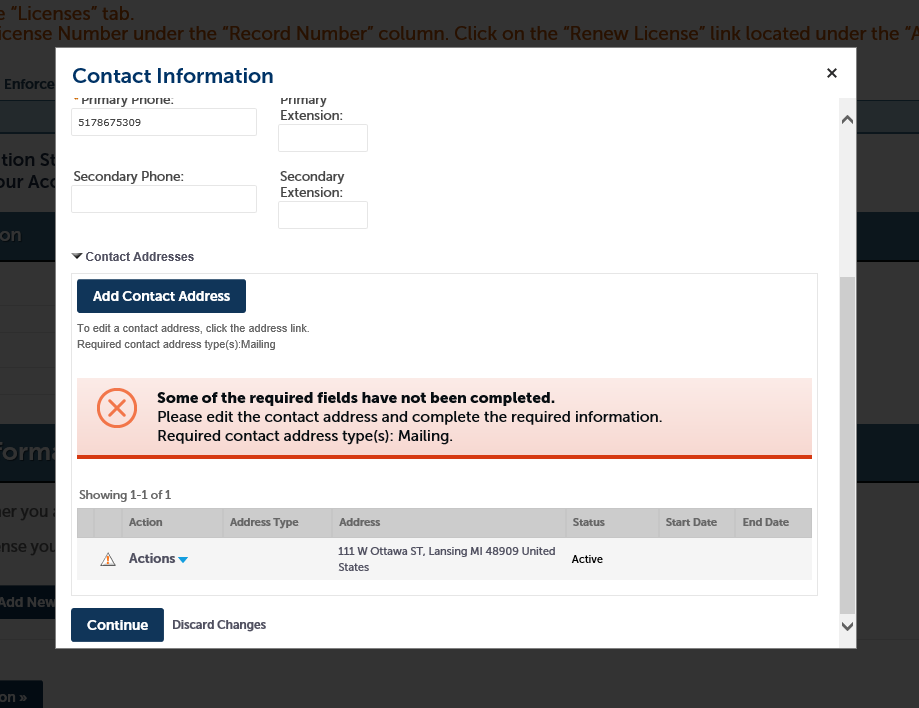 e “Licenses” tab.
icense Number under the “Record Number” column. Click on the “Renew License” link located under the “A
Contact Information
Enforce
* Primary Phone:
Primary
Extension:
5178675309
tion St
our Acc
Secondary Phone:
Secondary
Extension:
on
Contact Addresses
Add Contact Address
To edit a contact address, click the address link.
Required contact address type(s):Mailing
Some of the required fields have not been completed.
Please edit the contact address and complete the required information.
Required contact address type(s): Mailing.
forma
Showing 1-1 of 1
Action Address Type Address Status Start Date End Date
ner you a
ense you
Actions 111 W Ottawa ST, Lansing MI 48909 United
States
Active
Add New
Continue Discard Changes
on »